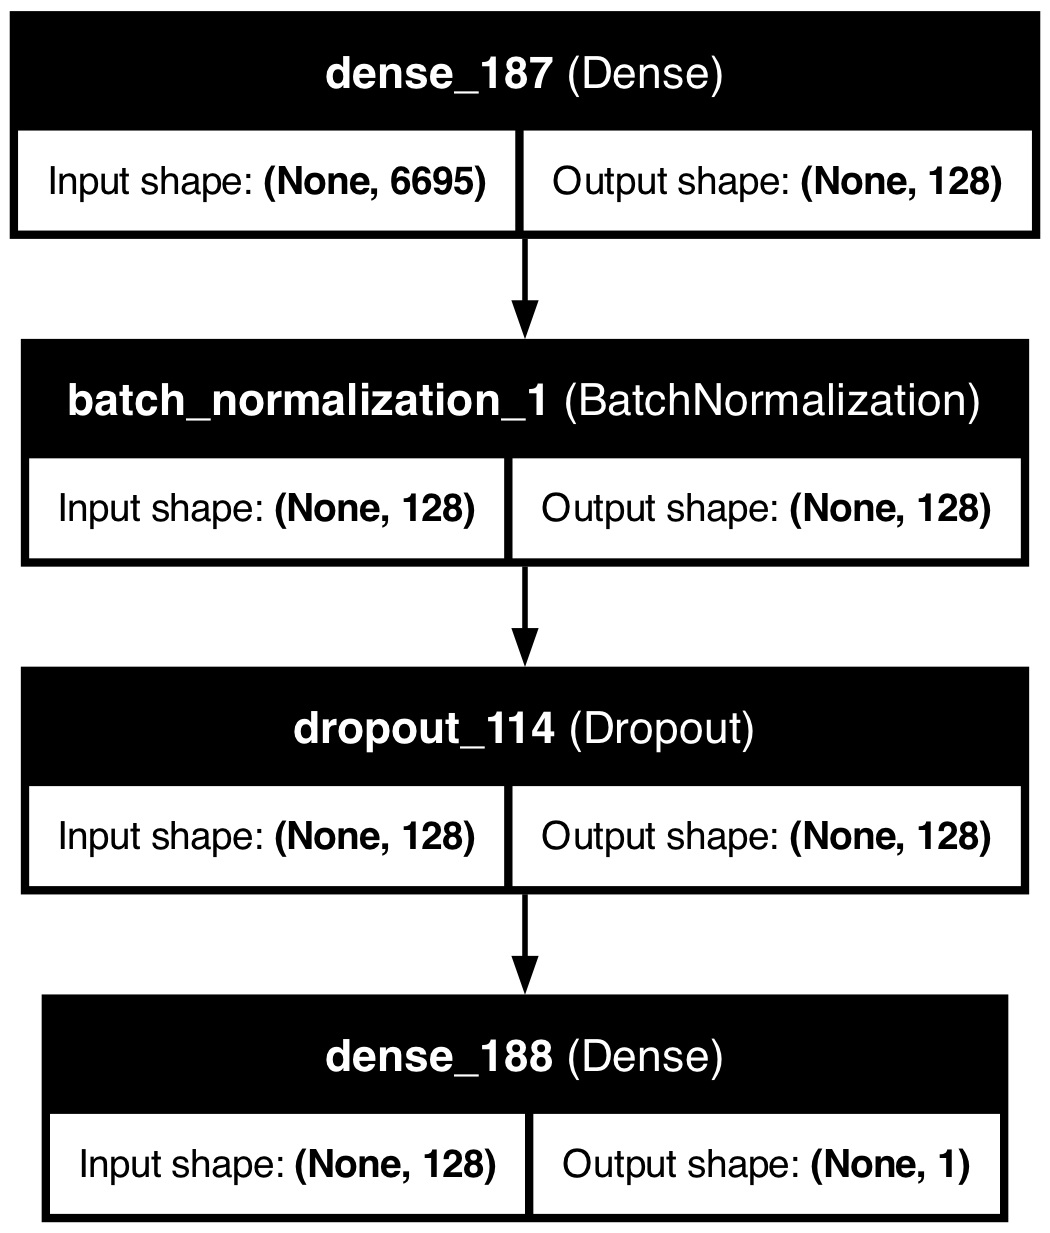 dense_187 (Dense)
Input shape: (None, 6695) Output shape: (None, 128)
batch_normalization_1 (BatchNormalization)
Input shape: (None, 128) Output shape: (None, 128)
dropout_114 (Dropout)
Input shape: (None, 128) Output shape: (None, 128)
dense_188 (Dense)
Input shape: (None, 128) Output shape: (None, 1)